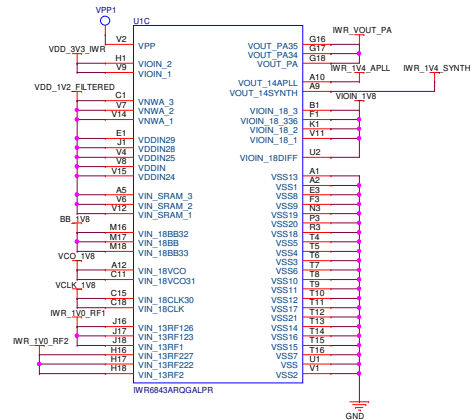 VPP1
U1C
V2 VPP VOUT_PA35 G16 IWR_VOUT_PA
VOUT_PA34 G17
VDD_3V3_IWR H1 VIOIN_2 VOUT_PA G18
V9 VIOIN_1 IWR_1V4_APLL IWR_1V4_SYNTH
VOUT_14APLL A10
VDD_1V2_FILTERED VOUT_14SYNTH A9
C1 VNWA_3 VIOIN_1V8
V7 VNWA_2 VIOIN_18_3 B1
V14 VNWA_1 VIOIN_18_336 F1
VIOIN_18_2 K1
E1 VDDIN29 VIOIN_18_1 V11
J1 VDDIN28
V4 VDDIN25 VIOIN_18DIFF U2
V8 VDDIN
V15 VDDIN24 VSS13 A1
VSS1 A2
A5 VIN_SRAM_3 VSS8 E3
V6 VIN_SRAM_2 VSS9 F3
V12 VIN_SRAM_1 VSS19 N3
BB_1V8 VSS20 P3
M16 VIN_18BB32 VSS18 R3
M17 VIN_18BB VSS5 T4
M18 VIN_18BB33 VSS4 T5
VCO_1V8 VSS3 T6
A12 VIN_18VCO VSS6 T7
C11 VIN_18VCO31 VSS10 T8
VCLK_1V8 VSS11 T9
C15 VIN_18CLK30 VSS12 T10
C18 VIN_18CLK VSS17 T11
IWR_1V0_RF1 VSS21 T12
J16 VIN_13RF126 VSS14 T13
J17 VIN_13RF123 VSS16 T14
IWR_1V0_RF2 J18 VIN_13RF1 VSS15 T15
H16 VIN_13RF227 VSS7 T16
H17 VIN_13RF222 VSS U1
H18 VIN_13RF2 VSS2 V1
IWR6843ARQGALPR
GND